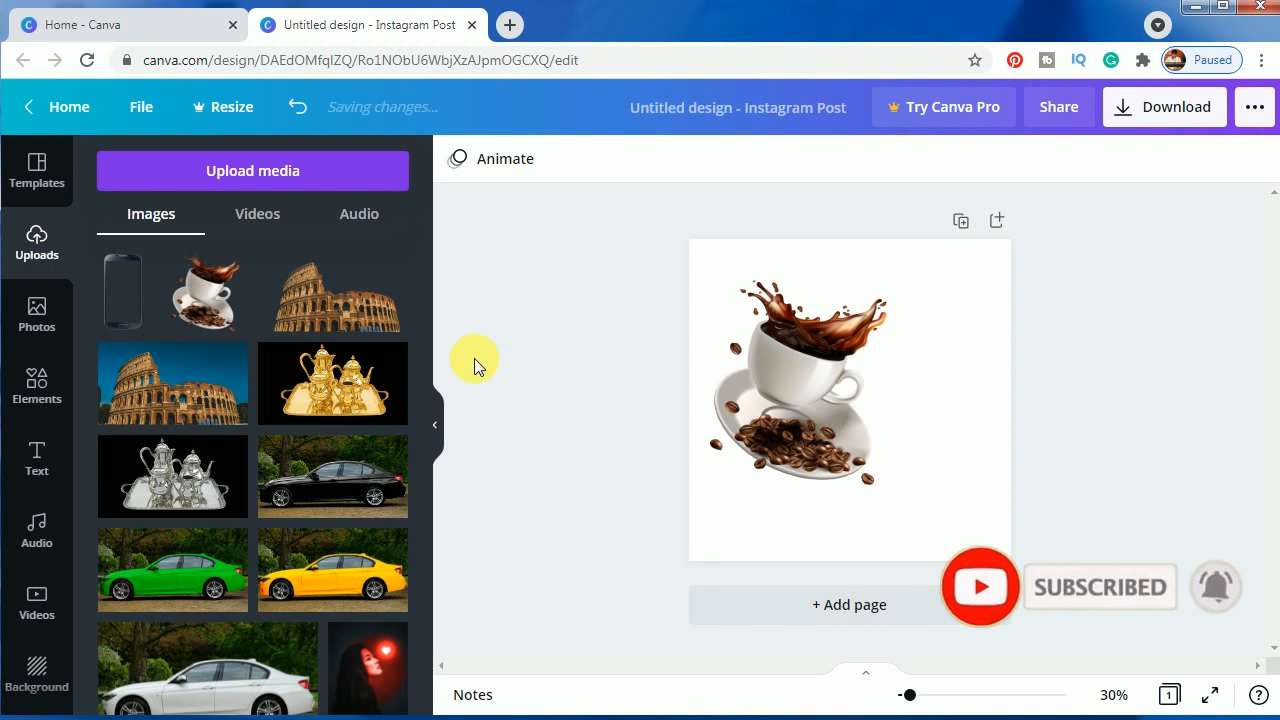 Home - Canva
Untitled design - Instagram Post
canva.com/design/DAEdOMfqIZQ/Ro1NObU6WbjXzAJpmOGCXQ/edit
Paused
Home
File
Resize
Saving changes...
Untitled design - Instagram Post
Try Canva Pro
Share
Download
Templates
Uploads
Photos
Elements
Text
Audio
Videos
Background
Upload media
Images
Videos
Audio
Animate
+ Add page
SUBSCRIBED
Notes
30%
1